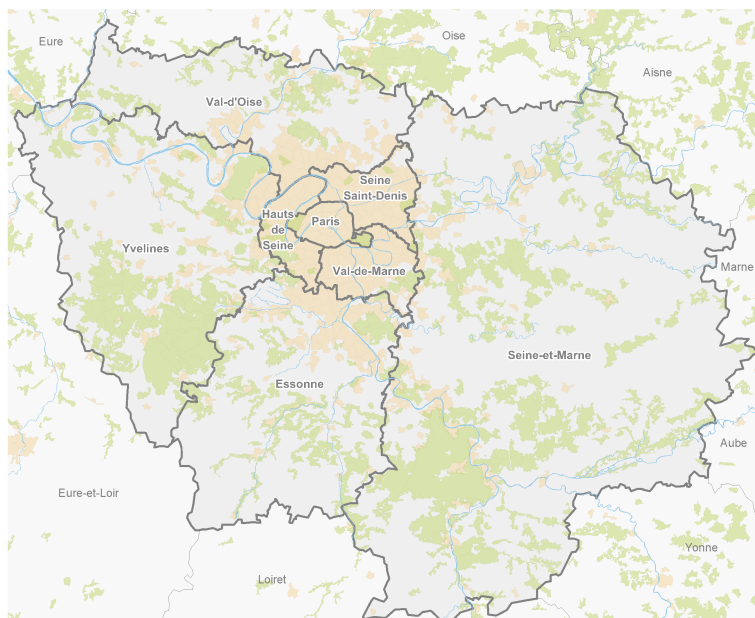 Eure
Oise
Aisne
Val-d'Oise
Seine
Saint-Denis
Hauts
de
Seine
Paris
Yvelines
Val-de-Marne
Marne
Seine-et-Marne
Essonne
Aube
Eure-et-Loir
Yonne
Loiret